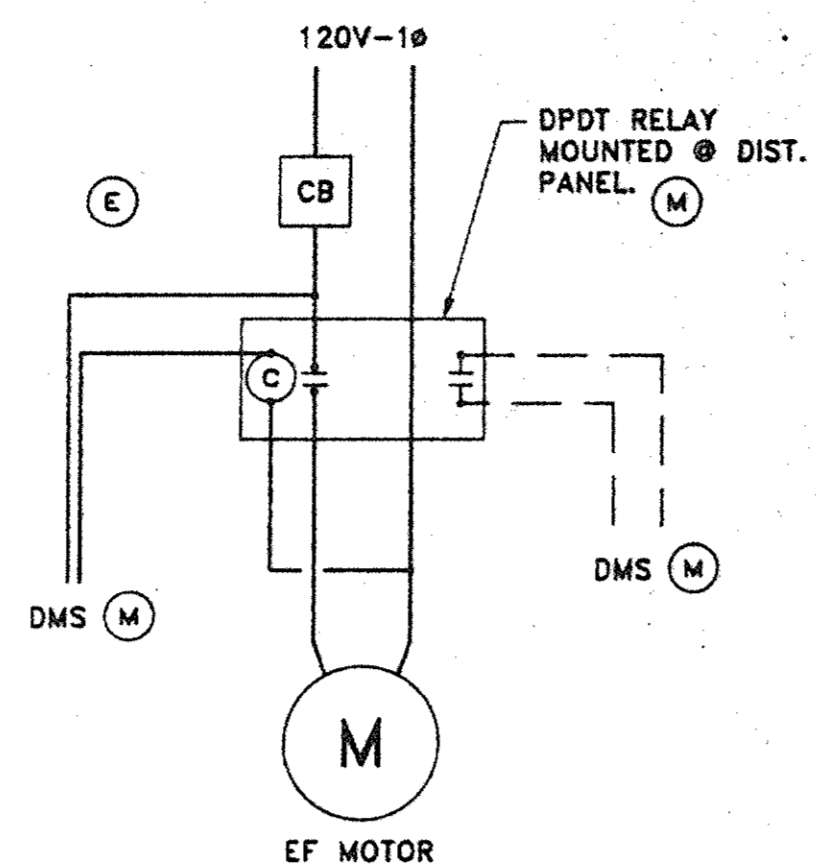 120V-1ø
DPDT RELAY
MOUNTED @ DIST.
PANEL.
M
E
CB
C
DMS M
DMS M
M
EF MOTOR